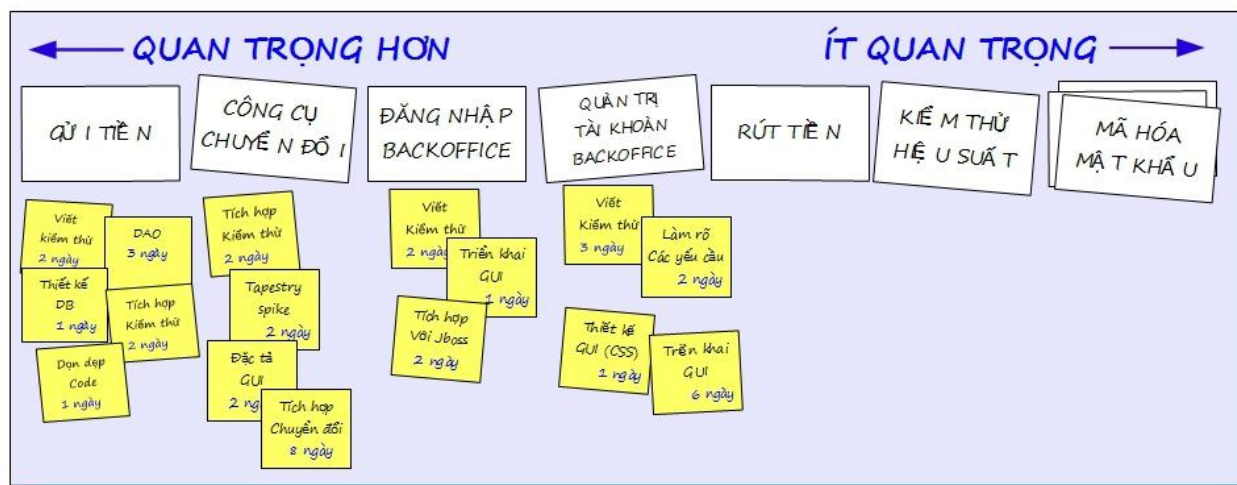 QUAN TRỌNG HƠN
ÍT QUAN TRỌNG
GỬI TIỀN
CÔNG CỤ
CHUYỂN ĐỔI
ĐĂNG NHẬP
BACKOFFICE
QUẢN TRỊ
TÀI KHOẢN
BACKOFFICE
RÚT TIỀN
KIỂM THỬ
HIỆU SUẤT
MÃ HÓA
MẬT KHẨU
Viết
kiểm thử
2 ngày
DAO
3 ngày
Thiết kế
DB
1 ngày
Tích hợp
Kiểm thử
2 ngày
Dọn dẹp
Code
1 ngày
Tích hợp
Kiểm thử
2 ngày
Tapestry
spike
2 ngày
Đặc tả
GUI
2 ngày
Tích hợp
Chuyển đổi
8 ngày
Viết
Kiểm thử
2 ngày
Triển khai
GUI
1 ngày
Tích hợp
Với Jboss
2 ngày
Viết
Kiểm thử
3 ngày
Làm rõ
Các yếu cầu
2 ngày
Thiết kế
GUI (CSS)
1 ngày
Trển khai
GUI
6 ngày